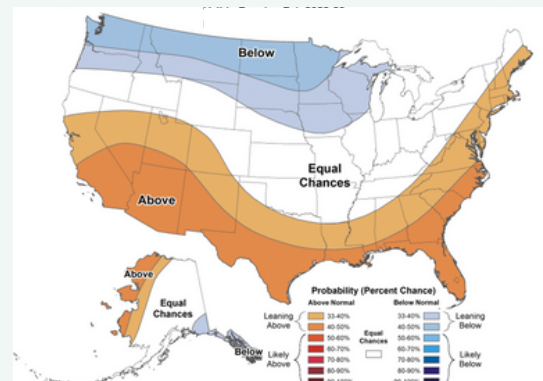 Below
Equal
Chances
Above
Above
Equal
Chances
Below
Probability (Percent Chance)
Above Normal
Below Normal
Leaning
Above
33-40%
40-50%
Equal
Chances
33-40%
40-50%
Leaning
Below
Likely
Above
50-60%
60-70%
70-80%
80-90%
50-60%
60-70%
70-80%
80-90%
Likely
Below